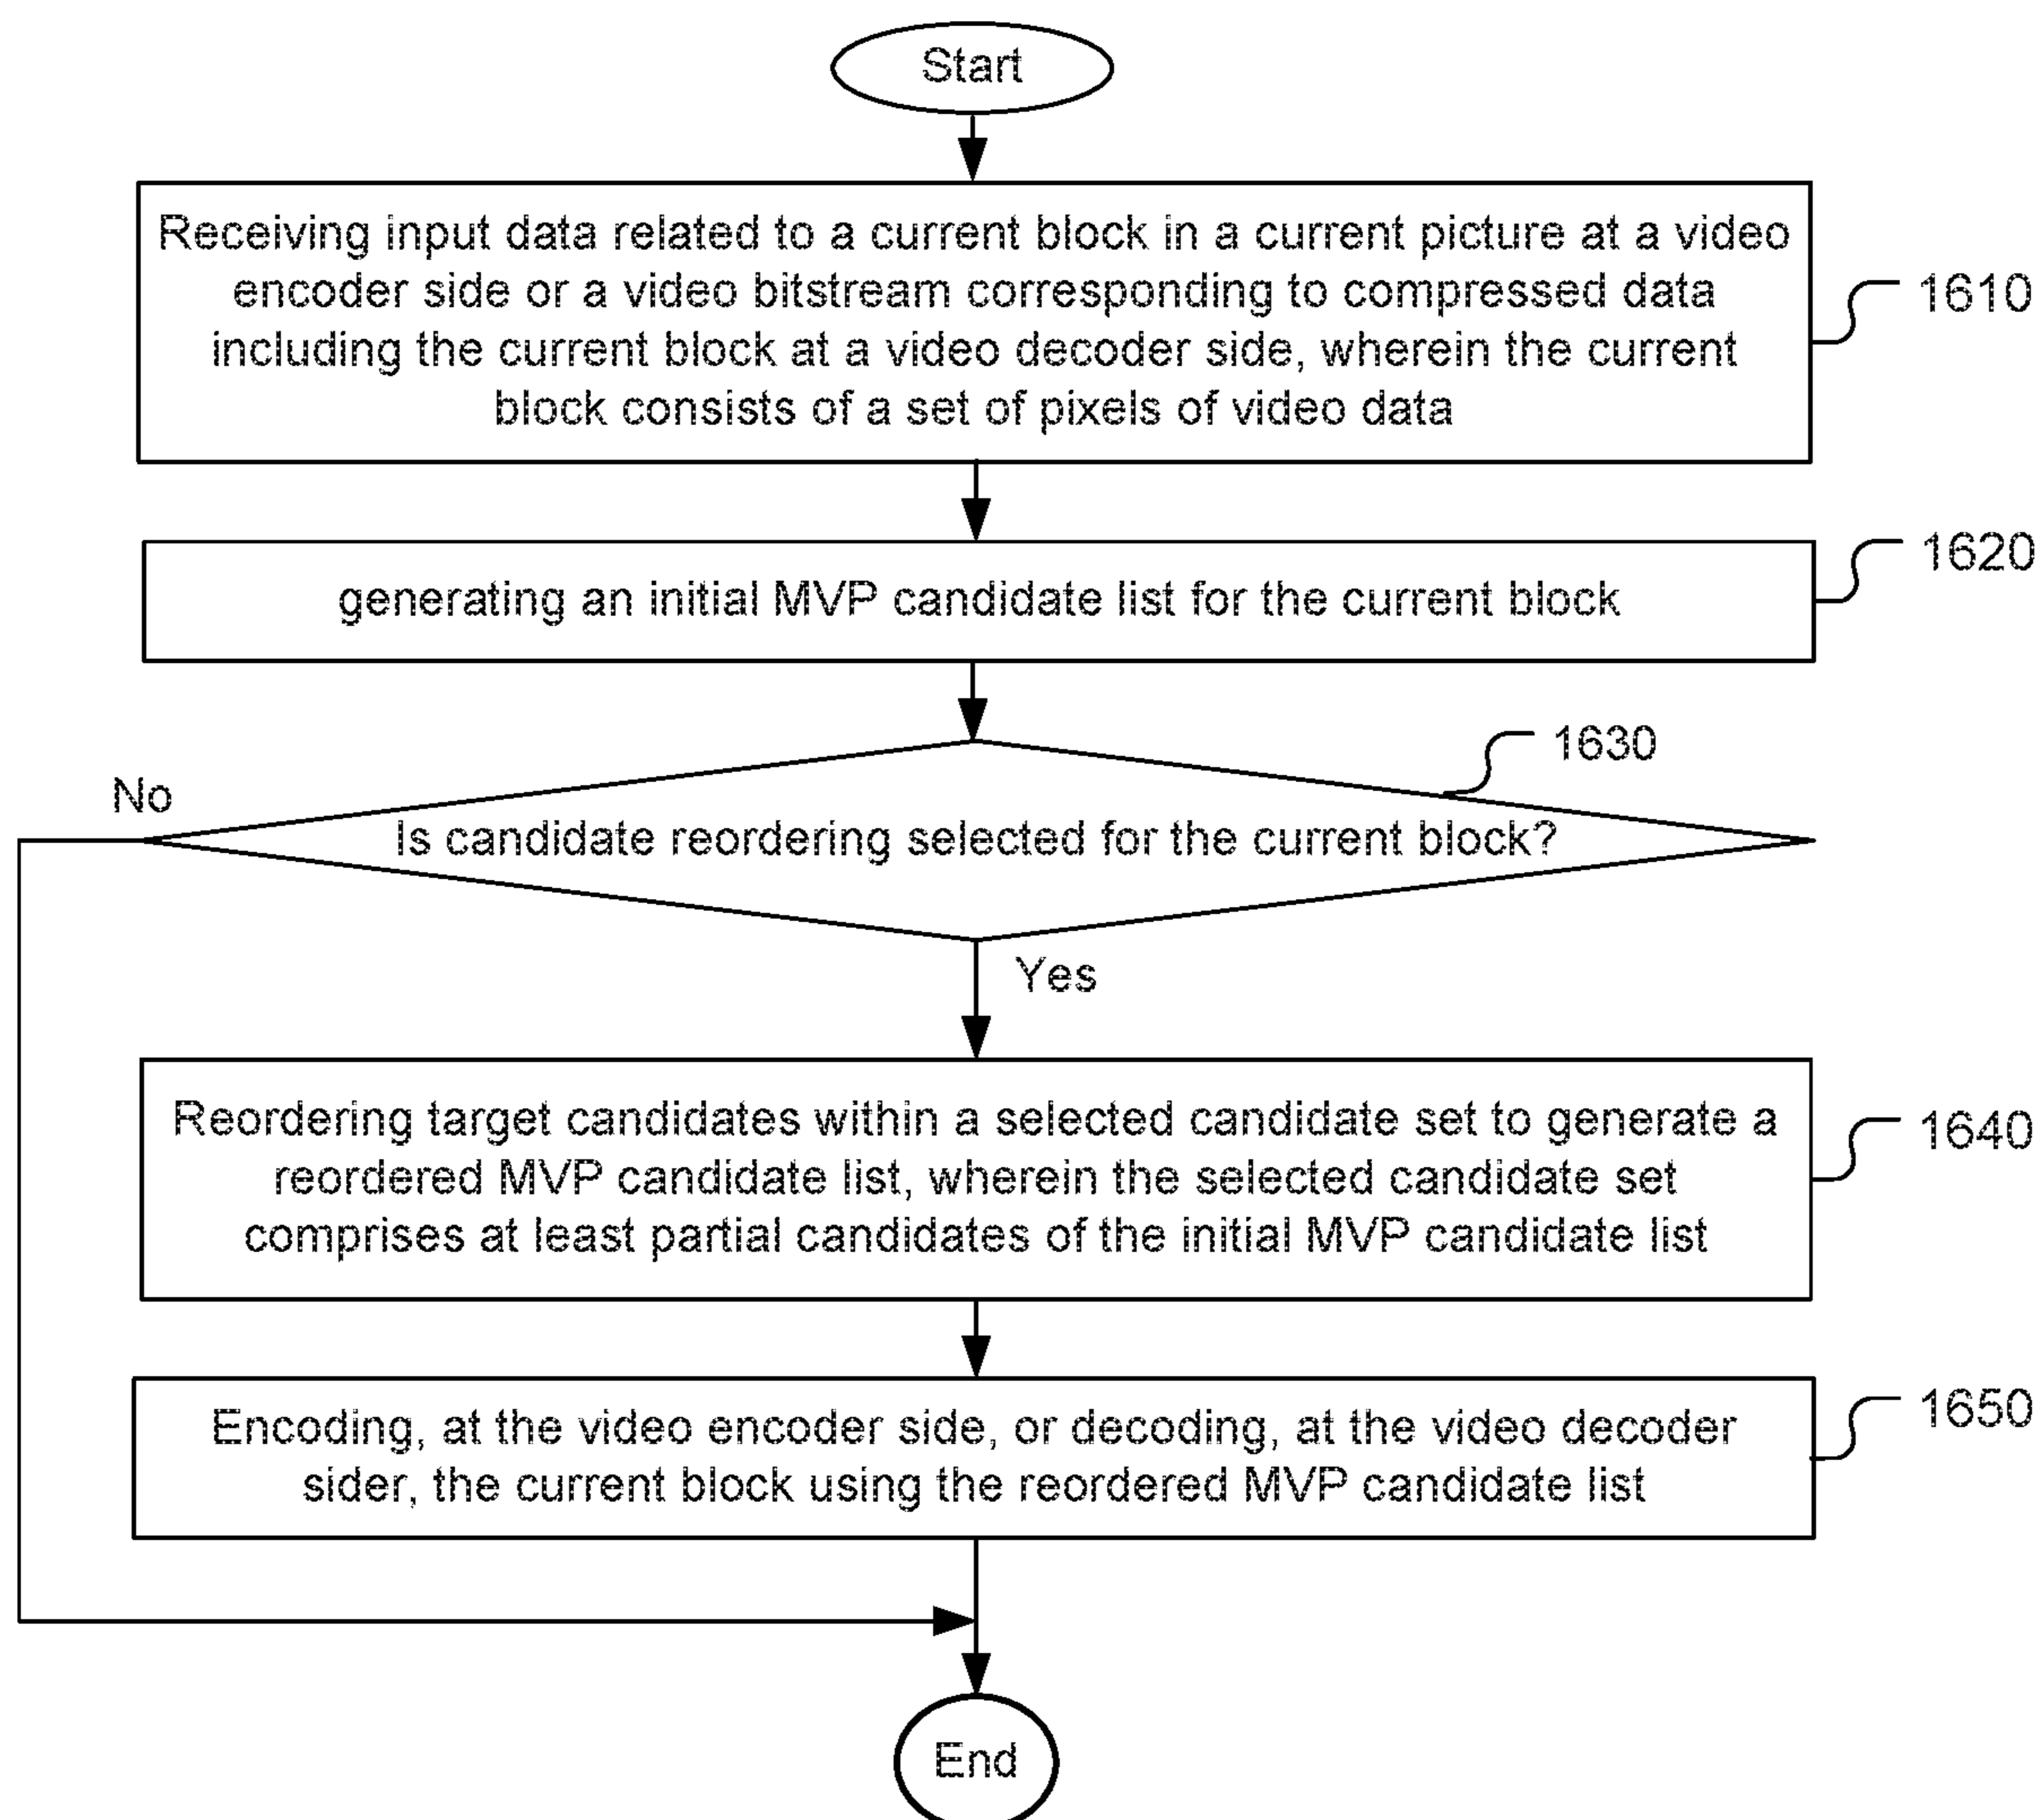 Start
Receiving input data related to a current block in a current picture at a video
encoder side or a video bitstream corresponding to compressed data
including the current block at a video decoder side, wherein the current
block consists of a set of pixels of video data
1610
generating an initial MVP candidate list for the current block
1620
1630
No
Is candidate reordering selected for the current block?
Yes
Reordering target candidates within a selected candidate set to generate a
reordered MVP candidate list, wherein the selected candidate set
comprises at least partial candidates of the initial MVP candidate list
1640
Encoding, at the video encoder side, or decoding, at the video decoder
sider, the current block using the reordered MVP candidate list
1650
End